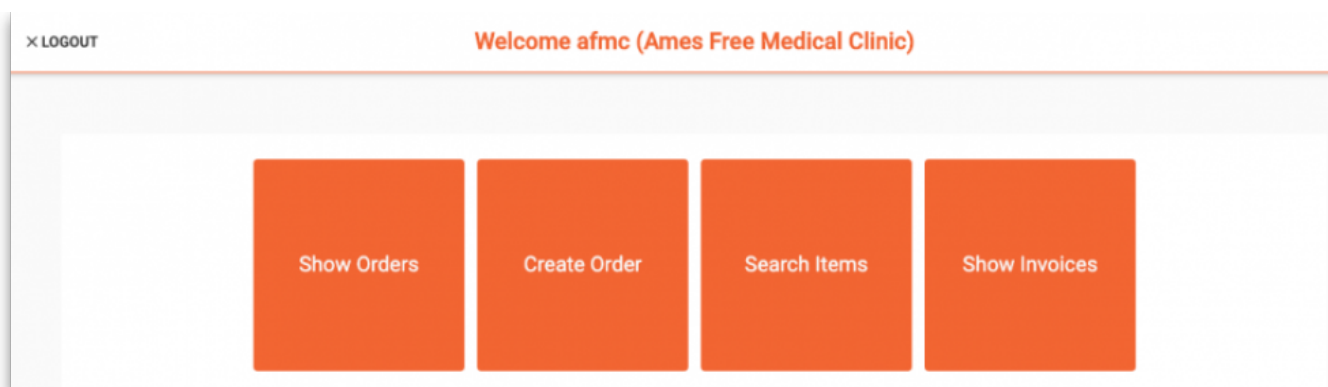 × LOGOUT
Welcome afmc (Ames Free Medical Clinic)
Show Orders
Create Order
Search Items
Show Invoices